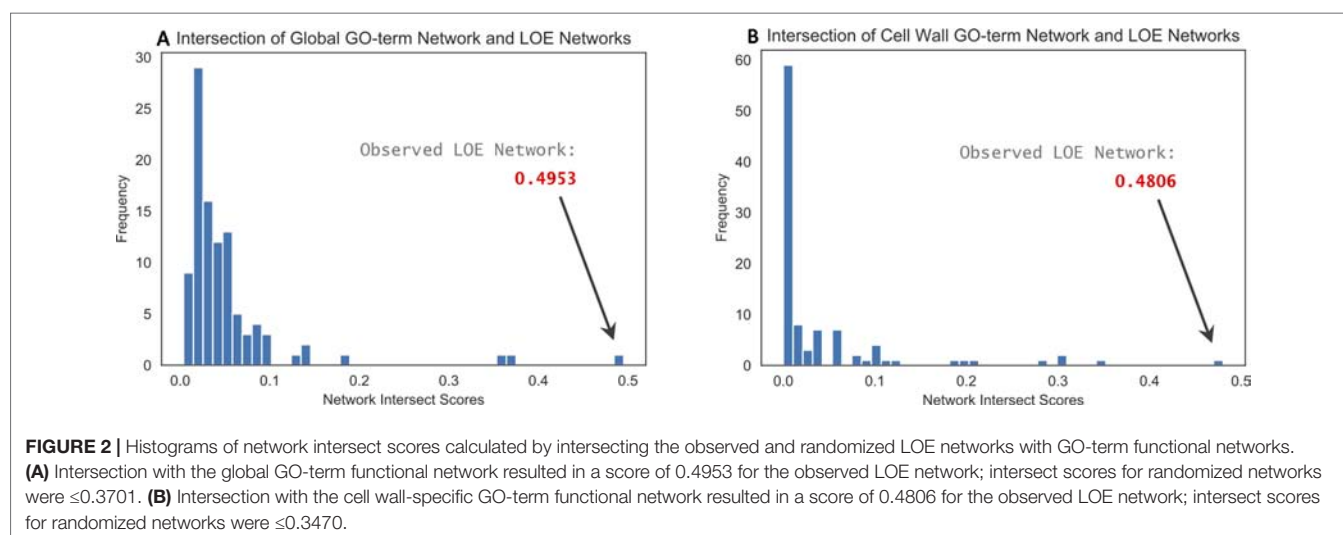 A Intersection of Global GO-term Network and LOE Networks
30
25
20
15
10
5
0
Frequency
Observed LOE Network:
0.4953
0.0 0.1 0.2 0.3 0.4 0.5
Network Intersect Scores
B Intersection of Cell Wall GO-term Network and LOE Networks
60
50
40
30
20
10
0
Frequency
Observed LOE Network:
0.4806
0.0 0.1 0.2 0.3 0.4 0.5
Network Intersect Scores
FIGURE 2 | Histograms of network intersect scores calculated by intersecting the observed and randomized LOE networks with GO-term functional networks.
(A) Intersection with the global GO-term functional network resulted in a score of 0.4953 for the observed LOE network; intersect scores for randomized networks
were ≤0.3701. (B) Intersection with the cell wall-specific GO-term functional network resulted in a score of 0.4806 for the observed LOE network; intersect scores
for randomized networks were ≤0.3470.